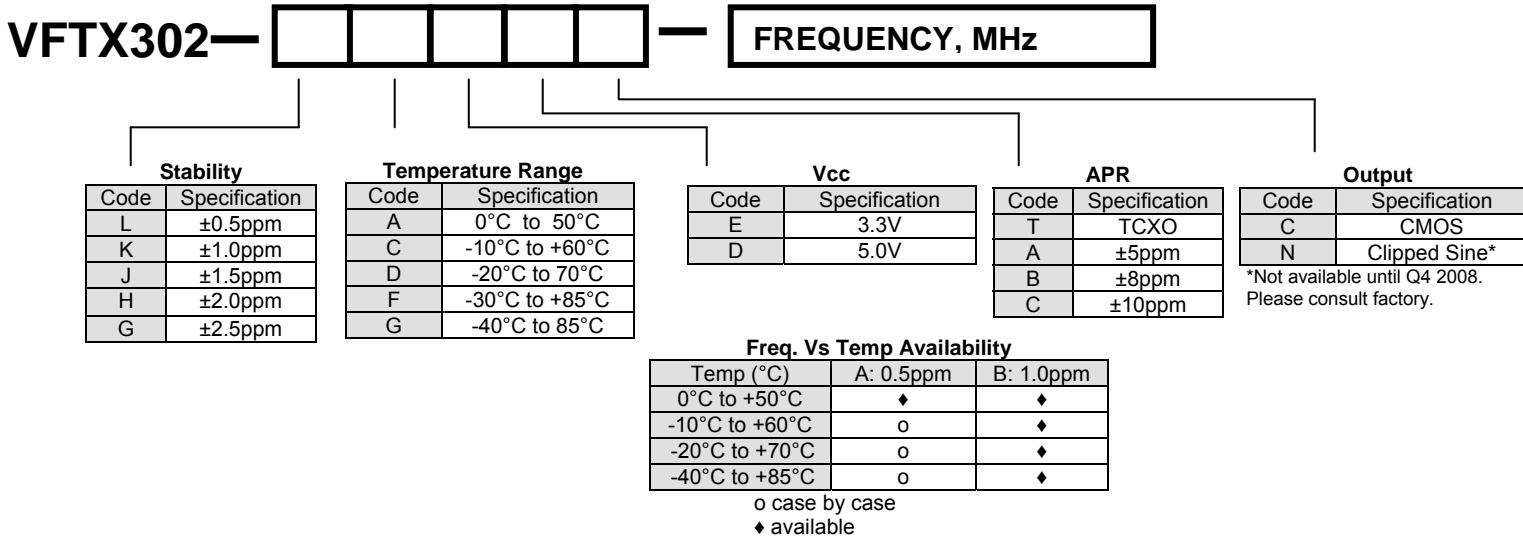 VFTX302— — FREQUENCY, MHz
Stability
Code Specification
L ±0.5ppm
K ±1.0ppm
J ±1.5ppm
H ±2.0ppm
G ±2.5ppm
Temperature Range
Code Specification
A 0°C to 50°C
C -10°C to +60°C
D -20°C to 70°C
F -30°C to +85°C
G -40°C to 85°C
Vcc
Code Specification
E 3.3V
D 5.0V
APR
Code Specification
T TCXO
A ±5ppm
B ±8ppm
C ±10ppm
Output
Code Specification
C CMOS
N Clipped Sine*
*Not available until Q4 2008.
Please consult factory.
Freq. Vs Temp Availability
Temp (°C) A: 0.5ppm B: 1.0ppm
0°C to +50°C ♦ ♦
-10°C to +60°C o ♦
-20°C to +70°C o ♦
-40°C to +85°C o ♦
o case by case
♦ available